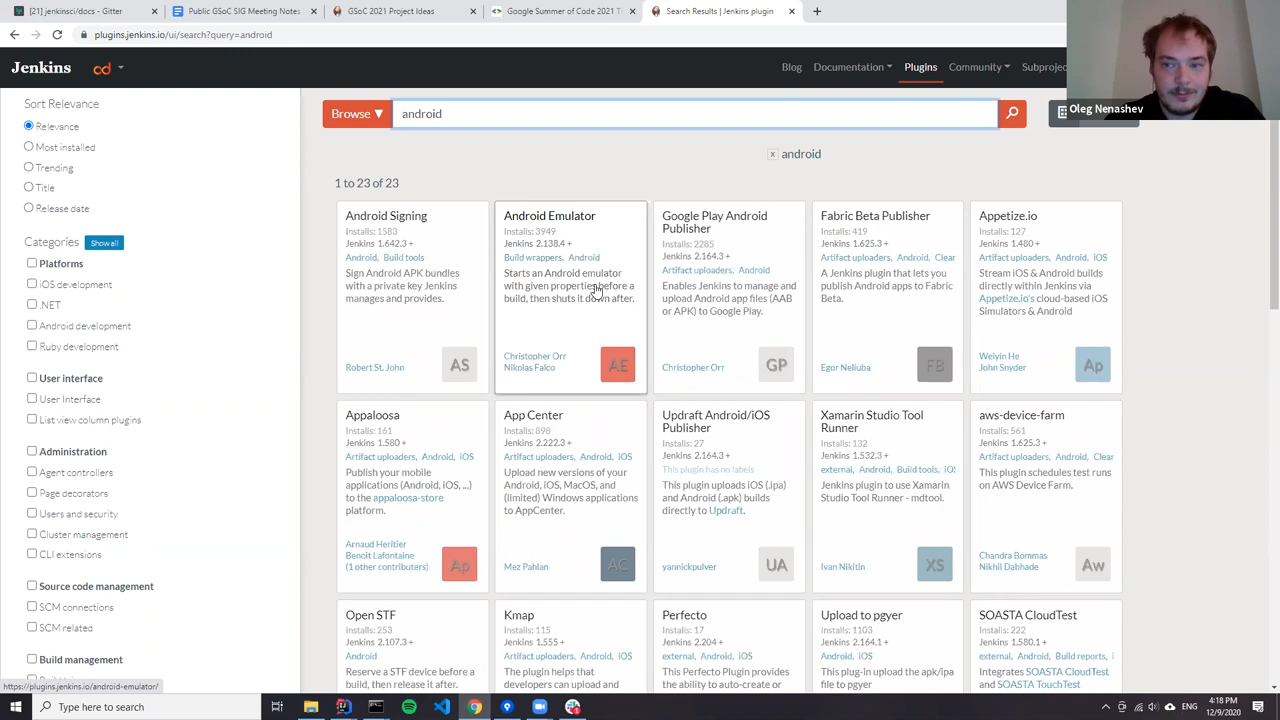 [12] jenkinsci/docs - Gitter
Public GSoC SIG Meeting Notes
GSoC 2021 Project Ideas
Google Summer of Code 2021 T
Search Results | Jenkins plugin
plugins.jenkins.io/ui/search?query=android
Oleg Nenashev
Jenkins
cd
Blog
Documentation
Plugins
Community
Subproj
Sort Relevance
Relevance
Most installed
Trending
Title
Release date
Categories
Show all
Platforms
iOS development
.NET
Android development
Ruby development
User interface
User Interface
List view column plugins
Administration
Agent controllers
Page decorators
Users and security
Cluster management
CLI extensions
Source code management
SCM connections
SCM related
Build management
https://plugins.jenkins.io/android-emulator/
Browse ▼
android
x android
1 to 23 of 23
Android Signing
Installs: 1583
Jenkins 1.642.3 +
Android, Build tools
Sign Android APK bundles
with a private key Jenkins
manages and provides.
Robert St. John
AS
Android Emulator
Installs: 3949
Jenkins 2.138.4 +
Build wrappers, Android
Starts an Android emulator
with given properties before a
build, then shuts it down after.
Christopher Orr
Nikolas Falco
AE
Google Play Android
Publisher
Installs: 2285
Jenkins 2.164.3 +
Artifact uploaders, Android
Enables Jenkins to manage and
upload Android app files (AAB
or APK) to Google Play.
Christopher Orr
GP
Fabric Beta Publisher
Installs: 419
Jenkins 1.625.3 +
Artifact uploaders, Android, Clear
A Jenkins plugin that lets you
publish Android apps to Fabric
Beta.
Egor Neliuba
FB
Appetize.io
Installs: 127
Jenkins 1.480 +
Artifact uploaders, Android, iOS
Stream iOS & Android builds
directly within Jenkins via
Appetize.io's cloud-based iOS
Simulators & Android
Weiyin He
John Snyder
Ap
Appaloosa
Installs: 161
Jenkins 1.580 +
Artifact uploaders, Android, iOS
Publish your mobile
applications (Android, iOS, ...)
to the appaloosa-store
platform.
Arnaud Heritier
Benoit Lafontaine
(1 other contributers)
Ap
App Center
Installs: 898
Jenkins 2.222.3 +
Artifact uploaders, Android, iOS
Upload new versions of your
Android, iOS, MacOS, and
(limited) Windows applications
to AppCenter.
Mez Pahlan
AC
Updraft Android/iOS
Publisher
Installs: 27
Jenkins 2.164.3 +
This plugin has no labels
This plugin uploads iOS (.ipa)
and Android (.apk) builds
directly to Updraft.
yannickpulver
UA
Xamarin Studio Tool
Runner
Installs: 132
Jenkins 1.532.3 +
external, Android, Build tools, iOS
Jenkins plugin to use Xamarin
Studio Tool Runner - mdtool.
Ivan Nikitin
XS
aws-device-farm
Installs: 561
Jenkins 1.625.3 +
Artifact uploaders, Android, Clear
This plugin schedules test runs
on AWS Device Farm.
Chandra Bommas
Nikhil Dabhade
Aw
Open STF
Installs: 253
Jenkins 2.107.3 +
Android
Reserve a STF device before a
build, then release it after.
Kmap
Installs: 115
Jenkins 1.555 +
Artifact uploaders, Android, iOS
The plugin helps that
developers can upload and
Perfecto
Installs: 17
Jenkins 2.204 +
external, Android, iOS
This Perfecto Plugin provides
the ability to auto-create or
Upload to pgyer
Installs: 1103
Jenkins 2.164.1 +
Android, iOS
This plug-in upload the apk/ipa
file to pgyer
SOASTA CloudTest
Installs: 222
Jenkins 1.580.1 +
external, Android, Build reports, i
Integrates SOASTA CloudTest
and SOASTA TouchTest
Type here to search
4:18 PM
12/9/2020